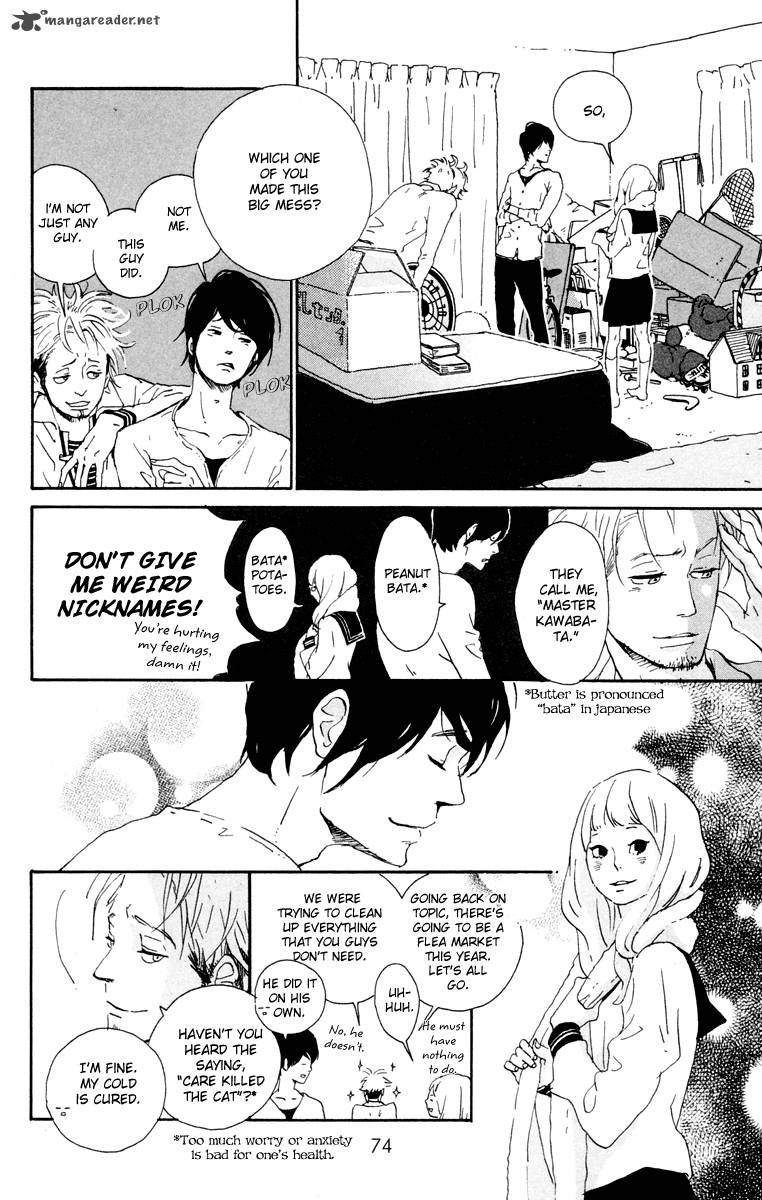 mangareader.net
SO,
WHICH ONE
OF YOU
MADE THIS
BIG MESS?
NOT
ME.
THIS
GUY
DID.
I'M NOT
JUST ANY
GUY.
PLOK
PLOK
THEY
CALL ME,
"MASTER
KAWABA-
TA."
PEANUT
BATA.*
BATA*
POTA-
TOES.
DON'T GIVE
ME WEIRD
NICKNAMES!
You're hurting
my feelings,
damn it!
*Butter is pronounced
"bata" in japanese
GOING BACK ON
TOPIC, THERE'S
GOING TO BE A
FLEA MARKET
THIS YEAR.
LET'S ALL
GO.
WE WERE
TRYING TO CLEAN
UP EVERYTHING
THAT YOU GUYS
DON'T NEED.
UH-
HUH.
HE DID IT
ON HIS
OWN.
No, he
doesn't.
He must
have
nothing
to do.
HAVEN'T YOU
HEARD THE
SAYING,
"CARE KILLED
THE CAT"?*
I'M FINE.
MY COLD
IS CURED.
*Too much worry or anxiety
is bad for one's health.
74